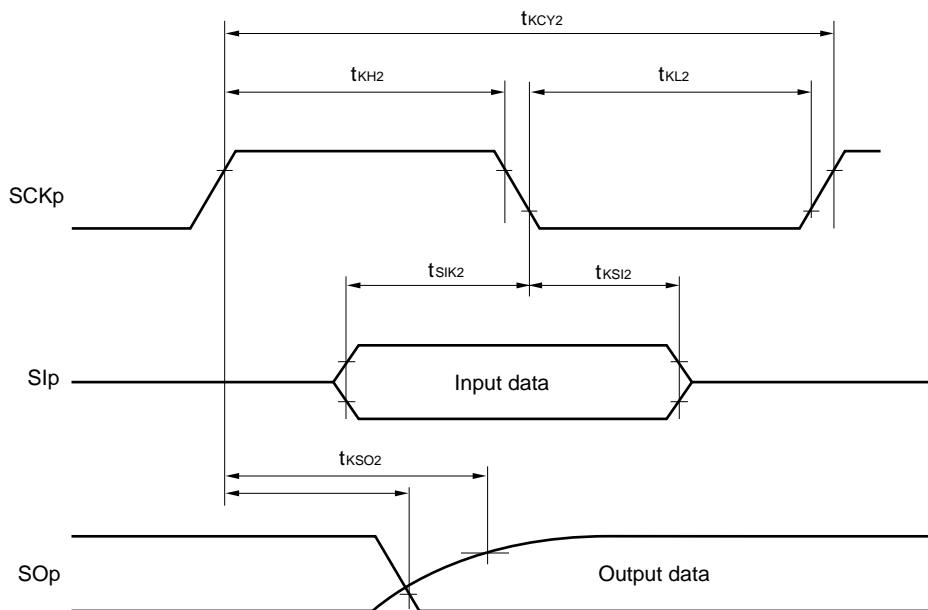 tKCY2
tKH2
tKL2
SCKp
tSIK2
tKSI2
SIp
Input data
tKSO2
SOp
Output data